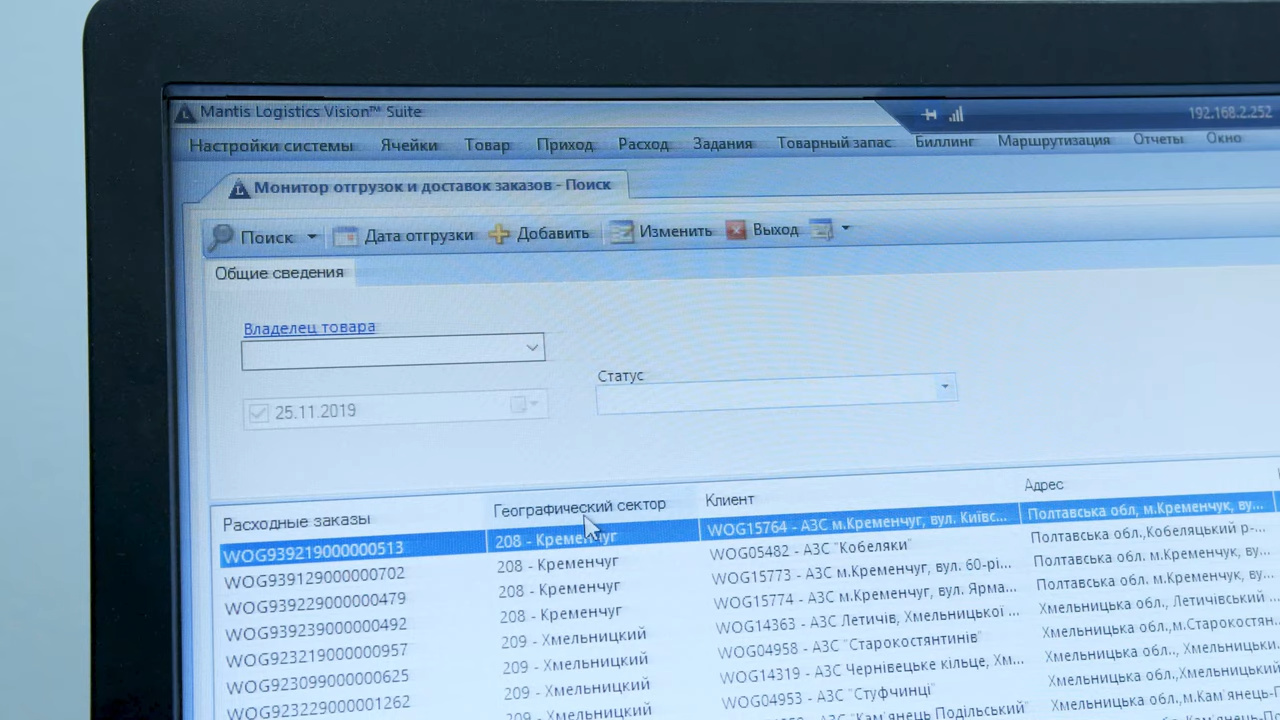 Mantis Logistics Vision™ Suite
192.168.2.252
Настройки системы Ячейки Товар Приход Расход Задания Товарный запас Биллинг Маршрутизация Отчеты Окно
Монитор отгрузок и доставок заказов - Поиск
Поиск Дата отгрузки Добавить Изменить Выход
Общие сведения
Владелец товара
Статус
25.11.2019
Расходные заказы Географический сектор Клиент Адрес
WOG939219000000513 208 - Кременчуг WOG15764 - АЗС м.Кременчуг, вул. Київс... Полтавська обл, м.Кременчук, ву...
WOG939129000000702 208 - Кременчуг WOG05482 - АЗС "Кобеляки" Полтавська обл.,Кобеляцький р-...
WOG939229000000479 208 - Кременчуг WOG15773 - АЗС м.Кременчуг, вул. 60-рі... Полтавська обл. м.Кременчук, ву...
WOG939239000000492 208 - Кременчуг WOG15774 - АЗС м.Кременчуг, вул. Ярма... Полтавська обл. м.Кременчук, ву...
WOG923219000000957 209 - Хмельницкий WOG14363 - АЗС Летичів, Хмельницької ... Хмельницька обл., Летичівський ...
WOG923099000000625 209 - Хмельницкий WOG04958 - АЗС "Старокостянтинів" Хмельницька обл.,м.Старокостян...
WOG923229000001262 209 - Хмельницкий WOG14319 - АЗС Чернівецьке кільце, Хм... Хмельницька обл., Хмельницьки...
209 - Хмельницкий WOG04953 - АЗС "Стуфчинці" Хмельницька обл.,Хмельницький
АЗС "Кам'янець Подільський" Хмельницька обл.,м.Кам'янець-П